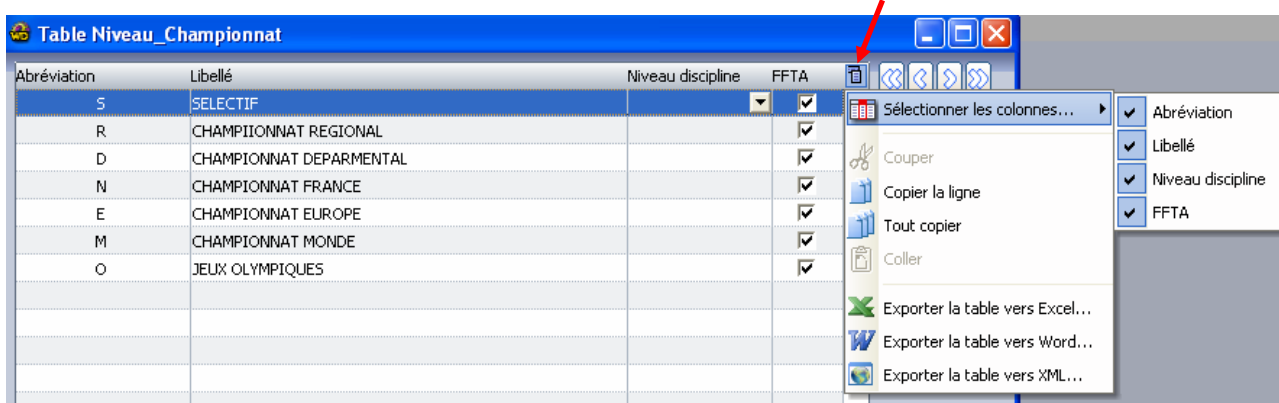 Table Niveau_Championnat
Abréviation Libellé Niveau discipline FFTA
S SELECTIF
R CHAMPIIONNAT REGIONAL
D CHAMPIONNAT DEPARMENTAL
N CHAMPIONNAT FRANCE
E CHAMPIONNAT EUROPE
M CHAMPIONNAT MONDE
O JEUX OLYMPIQUES
Sélectionner les colonnes...
Couper
Copier la ligne
Tout copier
Coller
Exporter la table vers Excel...
Exporter la table vers Word...
Exporter la table vers XML...
Abréviation
Libellé
Niveau discipline
FFTA